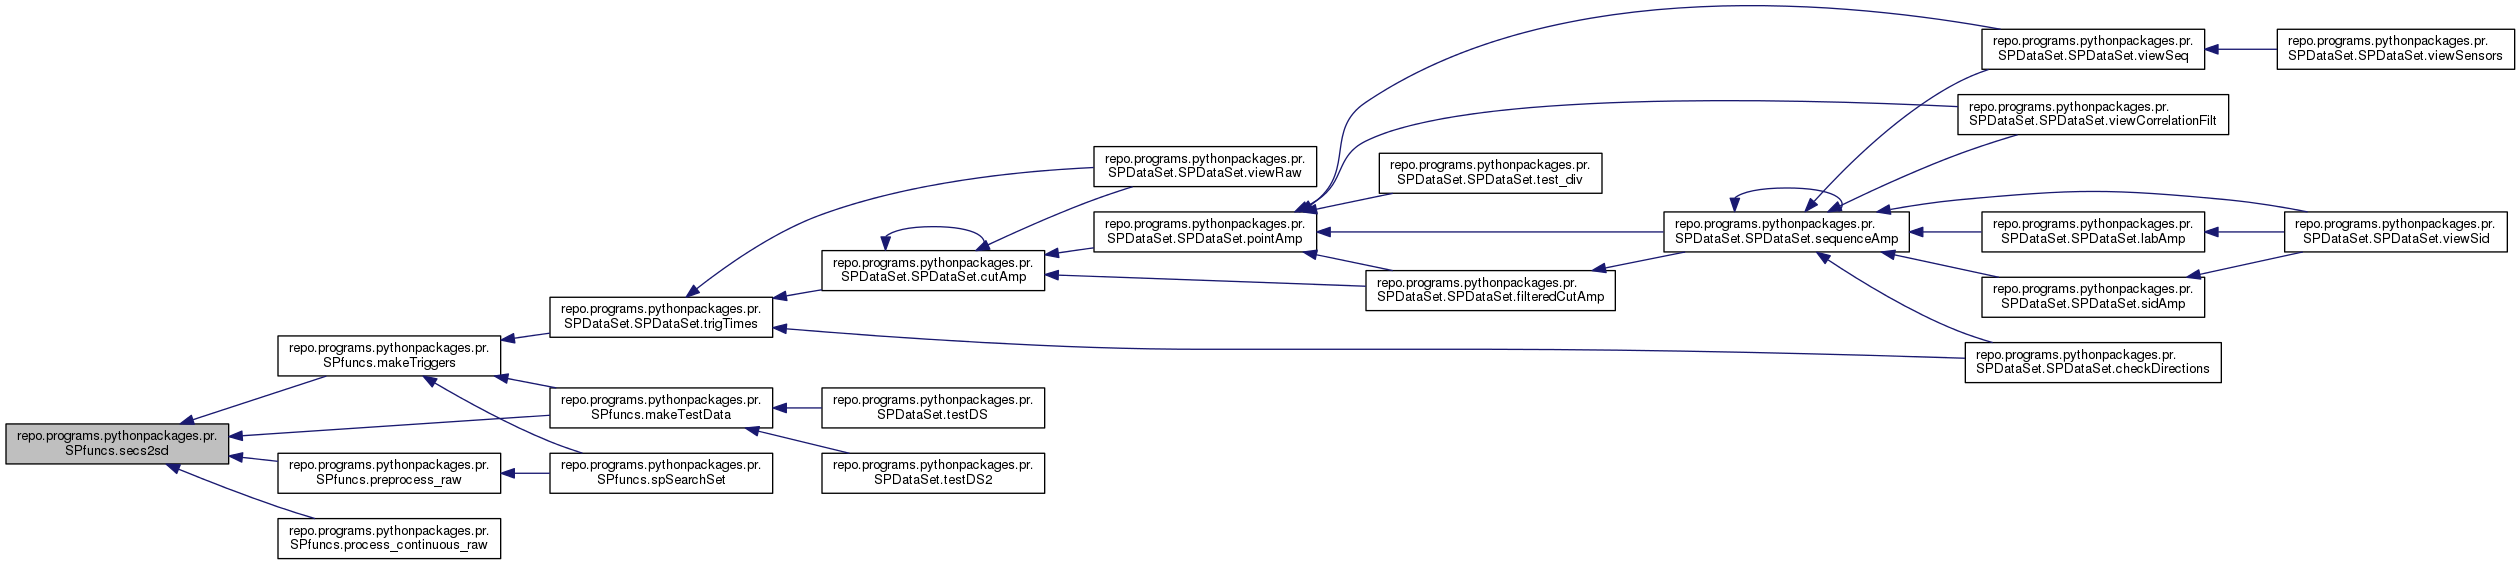 repo.programs.pythonpackages.pr.
SPfuncs.secs2sd
repo.programs.pythonpackages.pr.
SPfuncs.makeTriggers
repo.programs.pythonpackages.pr.
SPfuncs.preprocess_raw
repo.programs.pythonpackages.pr.
SPfuncs.process_continuous_raw
repo.programs.pythonpackages.pr.
SPDataSet.SPDataSet.trigTimes
repo.programs.pythonpackages.pr.
SPfuncs.makeTestData
repo.programs.pythonpackages.pr.
SPfuncs.spSearchSet
repo.programs.pythonpackages.pr.
SPDataSet.SPDataSet.cutAmp
repo.programs.pythonpackages.pr.
SPDataSet.testDS
repo.programs.pythonpackages.pr.
SPDataSet.testDS2
repo.programs.pythonpackages.pr.
SPDataSet.SPDataSet.viewRaw
repo.programs.pythonpackages.pr.
SPDataSet.SPDataSet.pointAmp
repo.programs.pythonpackages.pr.
SPDataSet.SPDataSet.test_div
repo.programs.pythonpackages.pr.
SPDataSet.SPDataSet.filteredCutAmp
repo.programs.pythonpackages.pr.
SPDataSet.SPDataSet.sequenceAmp
repo.programs.pythonpackages.pr.
SPDataSet.SPDataSet.viewSeq
repo.programs.pythonpackages.pr.
SPDataSet.SPDataSet.viewCorrelationFilt
repo.programs.pythonpackages.pr.
SPDataSet.SPDataSet.labAmp
repo.programs.pythonpackages.pr.
SPDataSet.SPDataSet.sidAmp
repo.programs.pythonpackages.pr.
SPDataSet.SPDataSet.checkDirections
repo.programs.pythonpackages.pr.
SPDataSet.SPDataSet.viewSensors
repo.programs.pythonpackages.pr.
SPDataSet.SPDataSet.viewSid